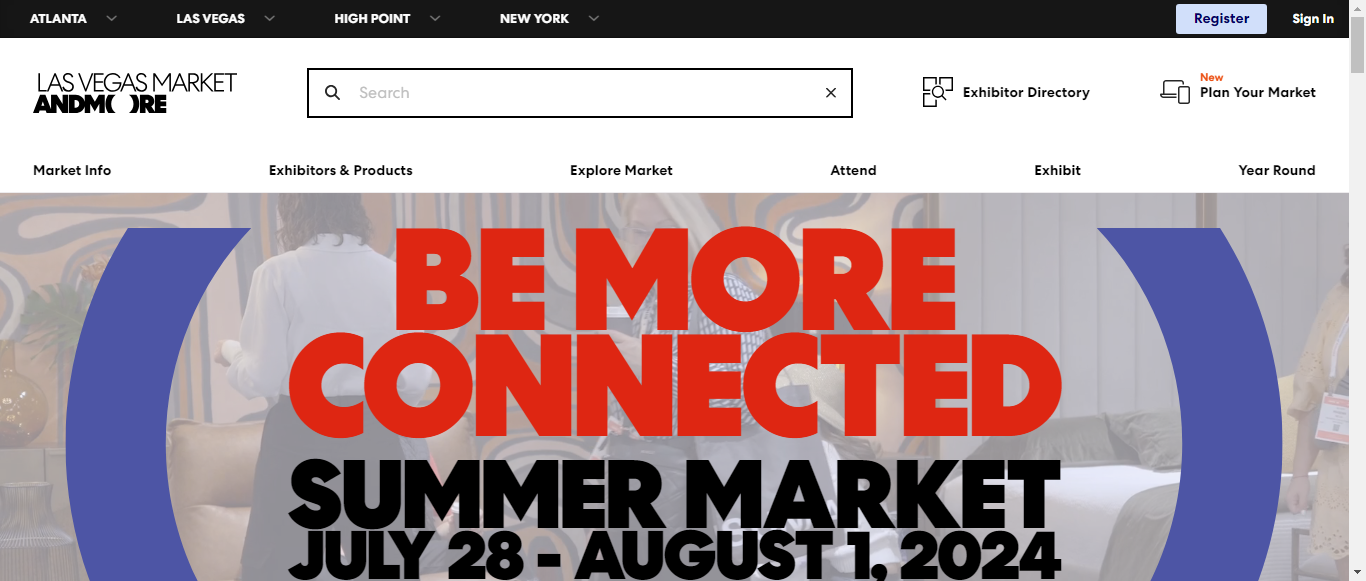 ATLANTA
LAS VEGAS
HIGH POINT
NEW YORK
Register
Sign In
LAS VEGAS MARKET
ANDMORE
Search
Exhibitor Directory
New
Plan Your Market
Market Info
Exhibitors & Products
Explore Market
Attend
Exhibit
Year Round
BE MORE
CONNECTED
SUMMER MARKET
JULY 28 - AUGUST 1, 2024